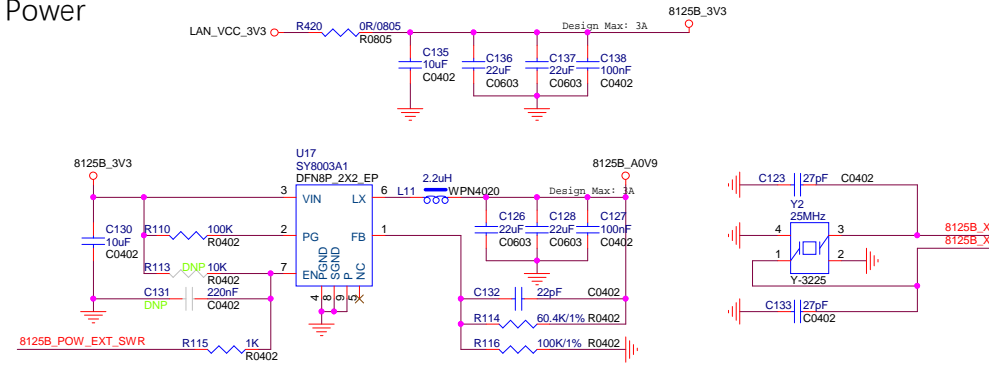 Power
LAN_VCC_3V3
R420
0R/0805
R0805
Design Max: 3A
8125B_3V3
C135
10uF
C0402
C136
22uF
C0603
C137
22uF
C0603
C138
100nF
C0402
8125B_3V3
U17
SY8003A1
DFN8P_2X2_EP
3
VIN
LX
6
2
PG
FB
1
7
EN
PGND
SGND
P
NC
4
8
9
5
C130
10uF
C0402
R110
100K
R0402
R113
DNP
10K
R0402
C131
DNP
220nF
C0402
8125B_POW_EXT_SWR
R115
1K
R0402
L11
2.2uH
WPN4020
Design Max: 3A
8125B_A0V9
C126
22uF
C0603
C128
22uF
C0603
C127
100nF
C0402
C132
22pF
C0402
R114
60.4K/1%
R0402
R116
100K/1%
R0402
C123
27pF
C0402
Y2
25MHz
4
3
1
2
Y-3225
8125B_X
8125B_X
C133
27pF
C0402